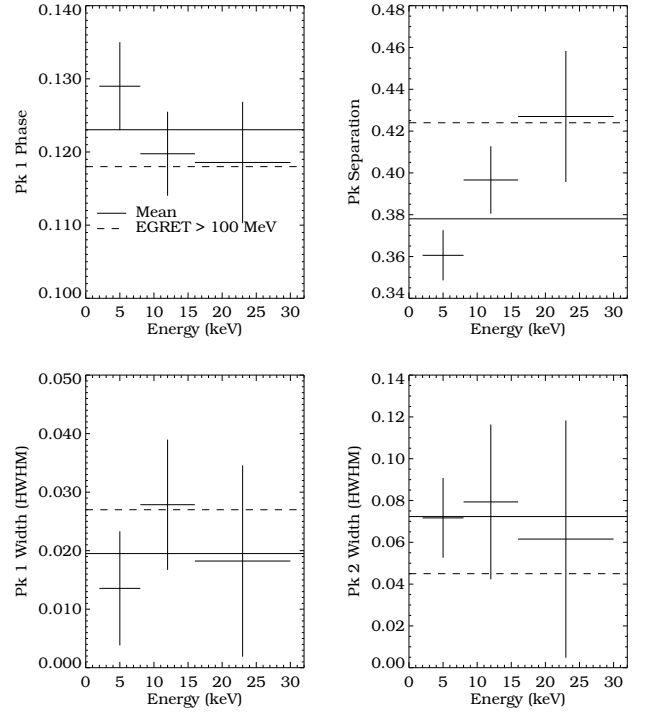 Pk 1 Phase
0.140
0.130
0.120
0.110
0.100
Mean
EGRET > 100 MeV
0 5 10 15 20 25 30
Energy (keV)
Pk Separation
0.48
0.46
0.44
0.42
0.40
0.38
0.36
0.34
0 5 10 15 20 25 30
Energy (keV)
Pk 1 Width (HWHM)
0.050
0.040
0.030
0.020
0.010
0.000
0 5 10 15 20 25 30
Energy (keV)
Pk 2 Width (HWHM)
0.14
0.12
0.10
0.08
0.06
0.04
0.02
0.00
0 5 10 15 20 25 30
Energy (keV)